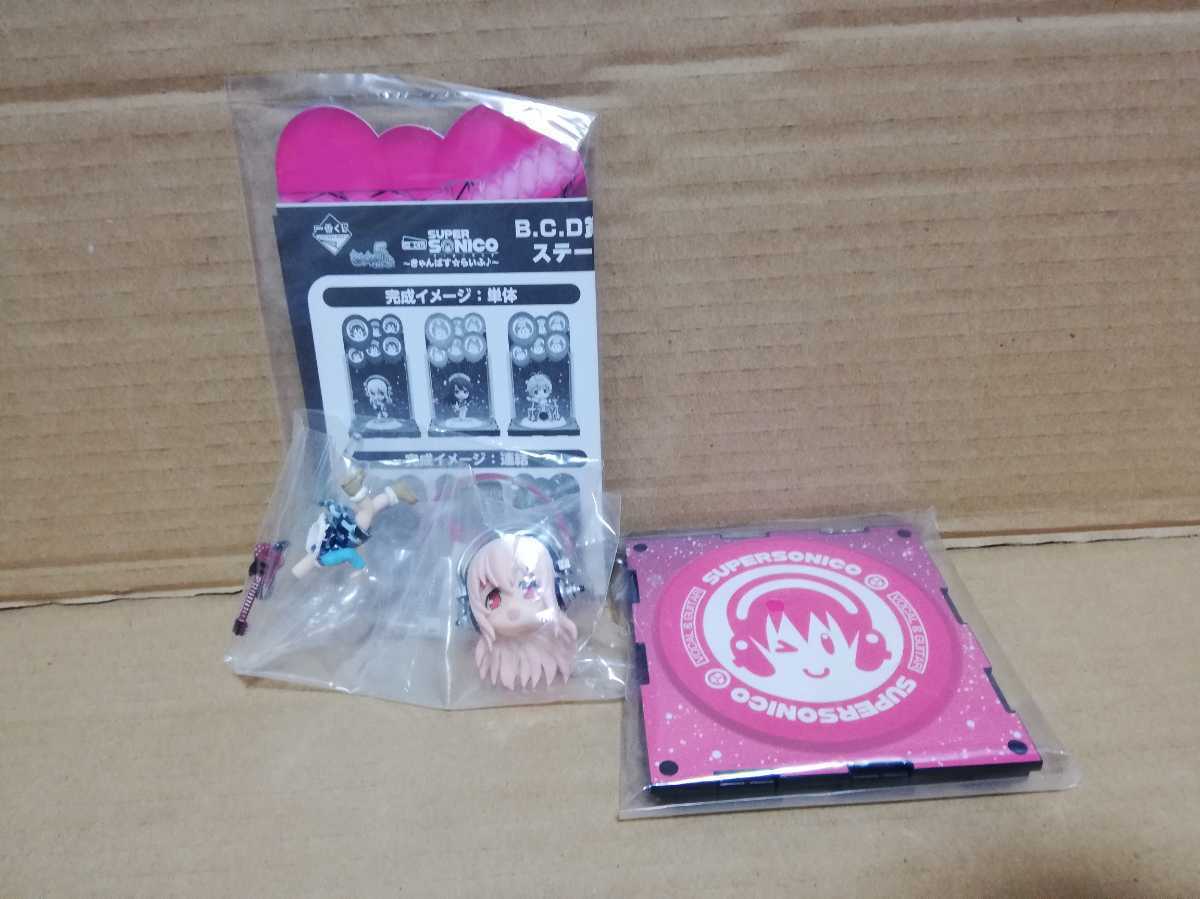 一番くじ
SUPER
SONICO
～きゃんぱす☆らいふ♪～
B.C.D賞
ステー
完成イメージ：単体
完成イメージ：連結
SUPERSONICO
VOCAL & GUITAR
VOCAL & GUITAR
SUPERSONICO